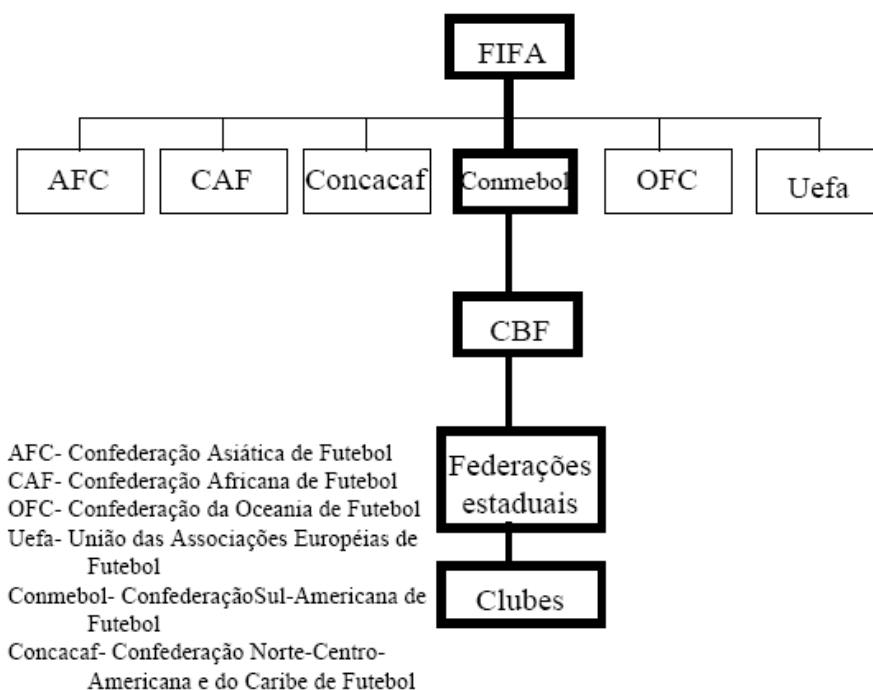 FIFA
AFC
CAF
Concacaf
Conmebol
OFC
Uefa
CBF
Federações
estaduais
Clubes
AFC- Confederação Asiática de Futebol
CAF- Confederação Africana de Futebol
OFC- Confederação da Oceania de Futebol
Uefa- União das Associações Européias de
Futebol
Conmebol- ConfederaçãoSul-Americana de
Futebol
Concacaf- Confederação Norte-Centro-
Americana e do Caribe de Futebol